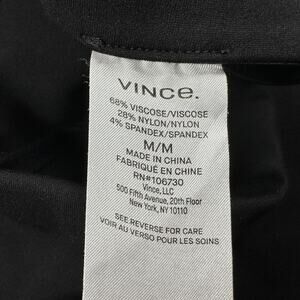 VINCE.
68% VISCOSE/VISCOSE
28% NYLON/NYLON
4% SPANDEX/SPANDEX
M/M
MADE IN CHINA
FABRIQUÉ EN CHINE
RN#106730
Vince, LLC
500 Fifth Avenue, 20th Floor
New York, NY 10110
SEE REVERSE FOR CARE
VOIR AU VERSO POUR LES SOINS